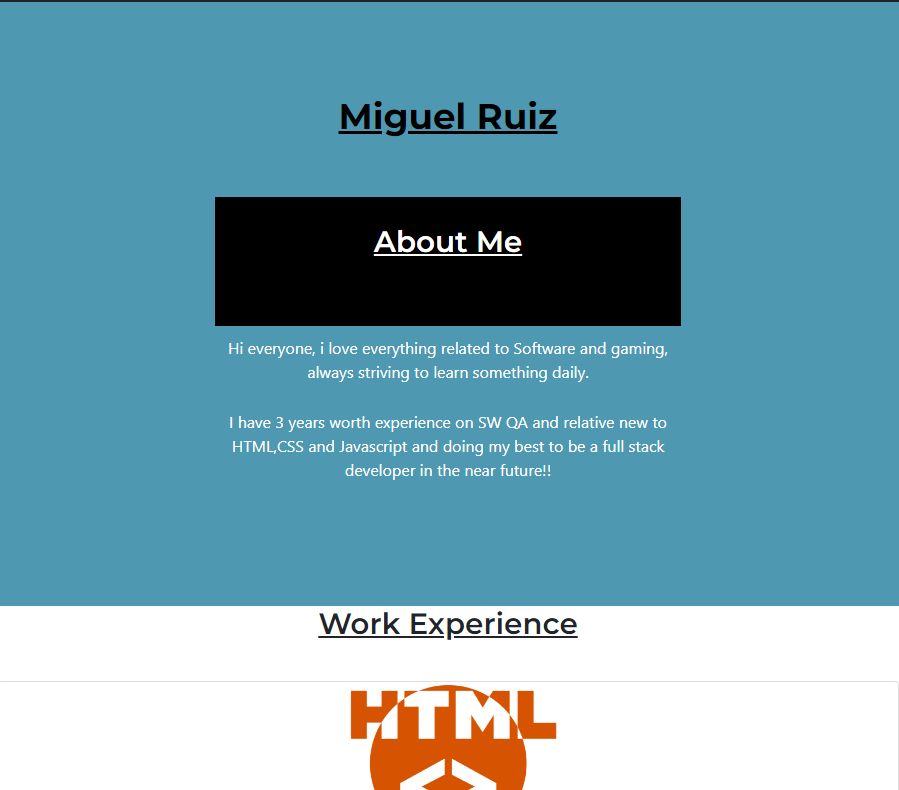 Miguel Ruiz
About Me
Hi everyone, i love everything related to Software and gaming,
always striving to learn something daily.
I have 3 years worth experience on SW QA and relative new to
HTML,CSS and Javascript and doing my best to be a full stack
developer in the near future!!
Work Experience
HTML